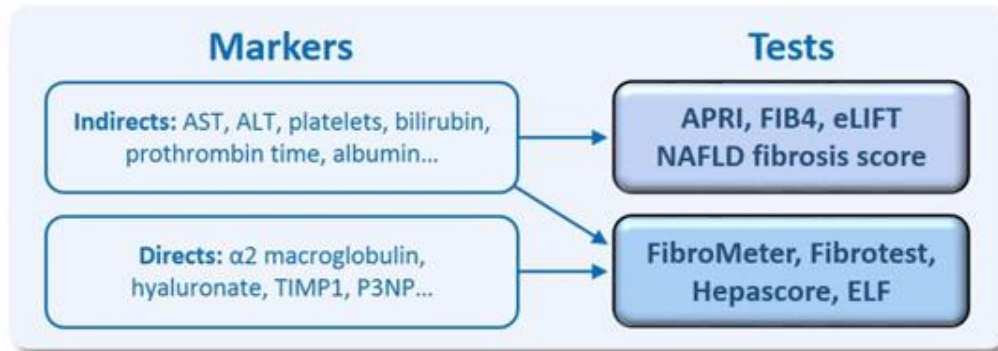 Markers
Tests
Indirects: AST, ALT, platelets, bilirubin,
prothrombin time, albumin...
APRI, FIB4, eLIFT
NAFLD fibrosis score
Directs: α2 macroglobulin,
hyaluronate, TIMP1, P3NP...
FibroMeter, Fibrotest,
Hepascore, ELF